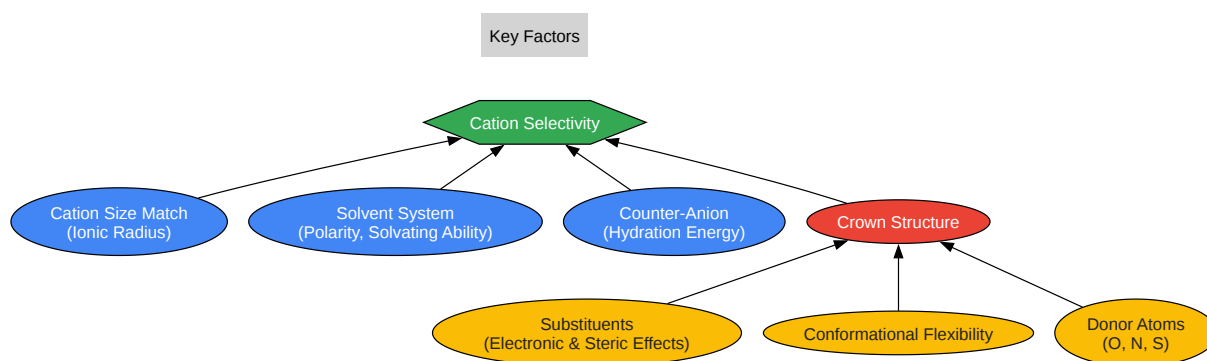 Key Factors
Cation Selectivity
Cation Size Match
(Ionic Radius)
Solvent System
(Polarity, Solvating Ability)
Counter-Anion
(Hydration Energy)
Crown Structure
Substituents
(Electronic & Steric Effects)
Conformational Flexibility
Donor Atoms
(O, N, S)